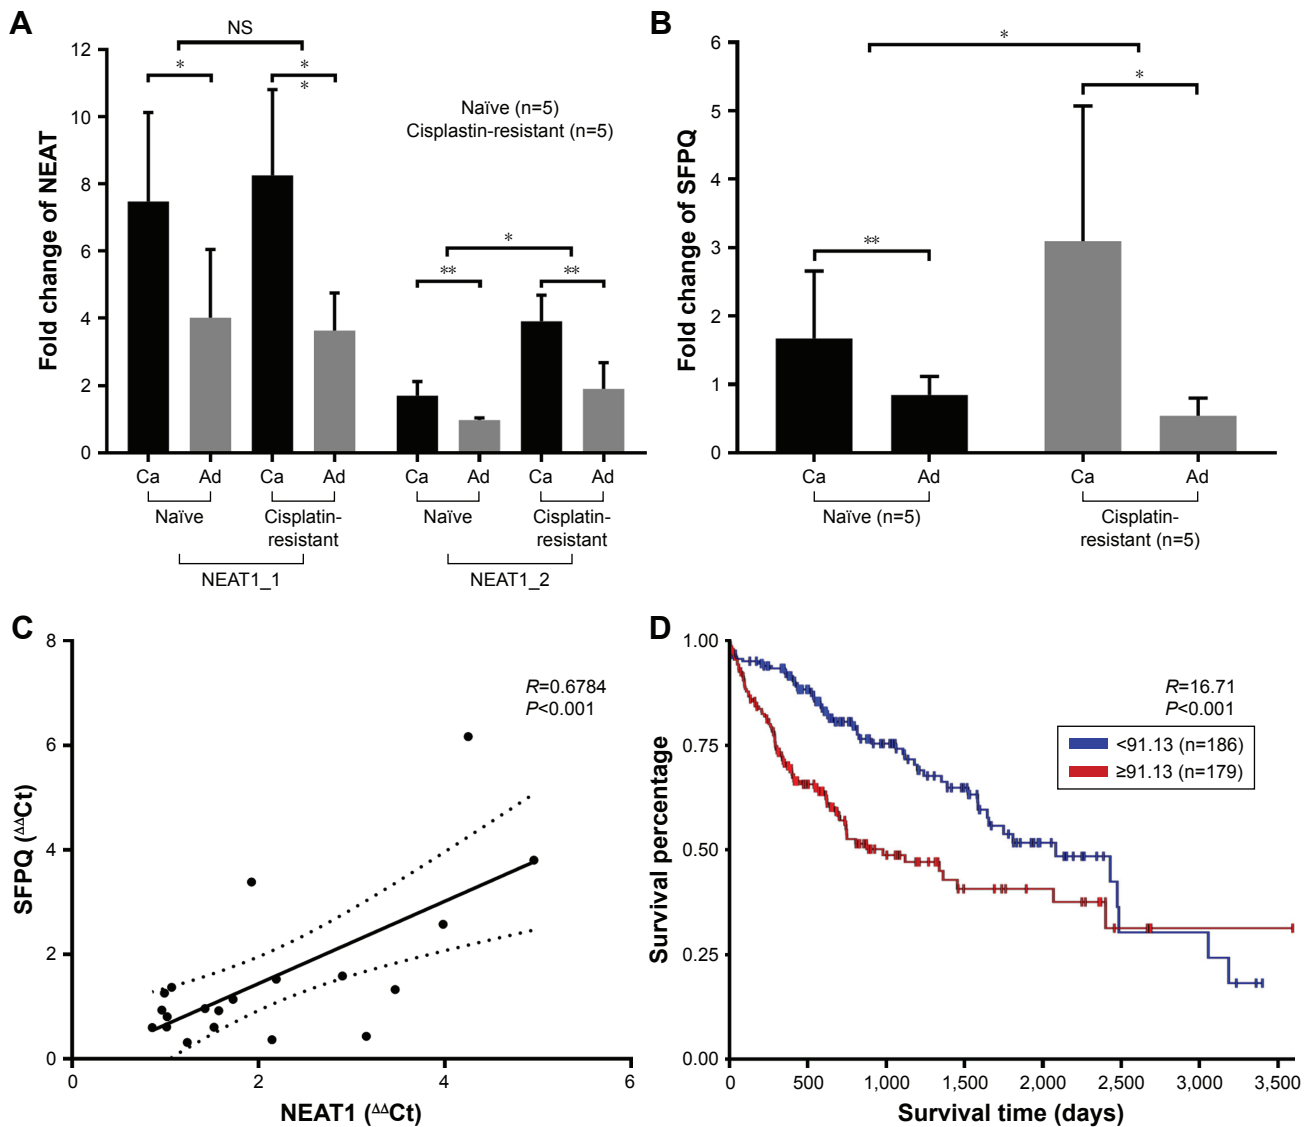 A
NS
*
*
*
Naïve (n=5)
Cisplastin-resistant (n=5)
*
**
**
Fold change of NEAT
12
10
8
6
4
2
0
Ca Ad Ca Ad Ca Ad Ca Ad
Naïve Cisplatin-resistant Naïve Cisplatin-resistant
NEAT1_1 NEAT1_2
B
*
*
**
Fold change of SFPQ
6
5
4
3
2
1
0
Ca Ad Ca Ad
Naïve (n=5) Cisplatin-
resistant (n=5)
C
R=0.6784
P<0.001
SFPQ (ΔΔCt)
8
6
4
2
0
0 2 4 6
NEAT1 (ΔΔCt)
D
R=16.71
P<0.001
<91.13 (n=186)
≥91.13 (n=179)
Survival percentage
1.00
0.75
0.50
0.25
0.00
0 500 1,000 1,500 2,000 2,500 3,000 3,500
Survival time (days)